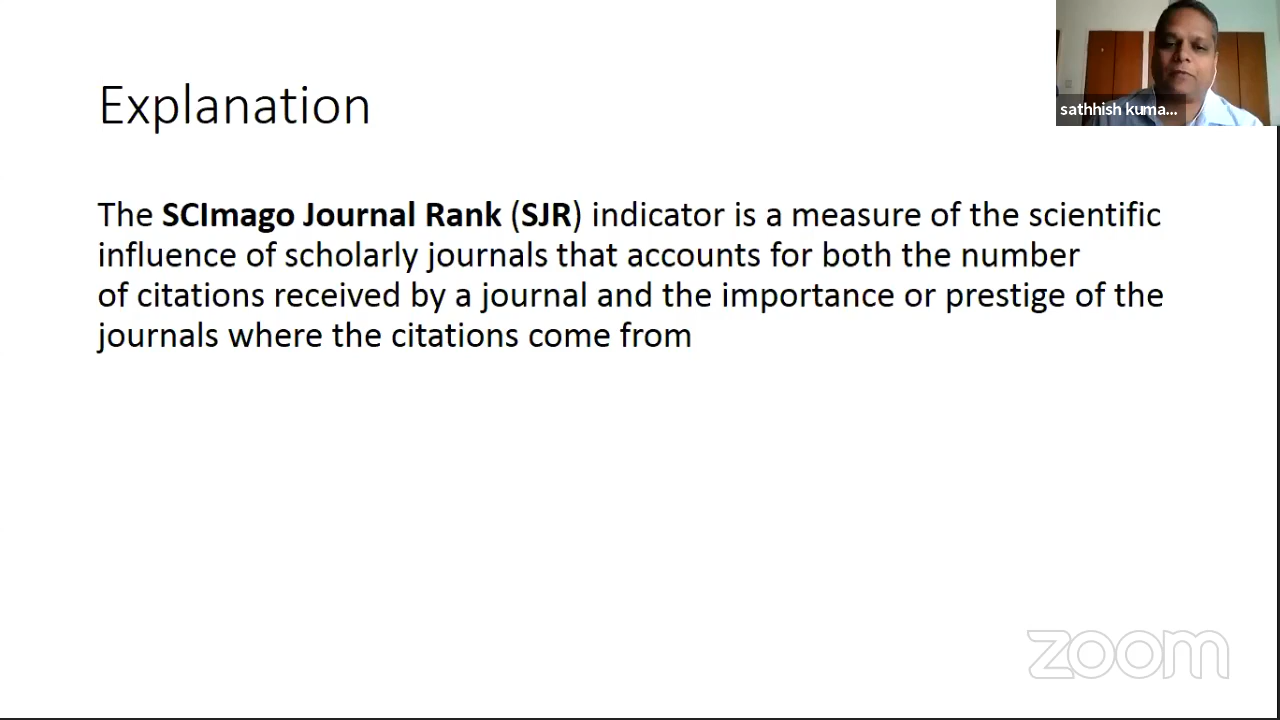 Explanation
sathhish kuma...
The SCImago Journal Rank (SJR) indicator is a measure of the scientific
influence of scholarly journals that accounts for both the number
of citations received by a journal and the importance or prestige of the
journals where the citations come from
zoom